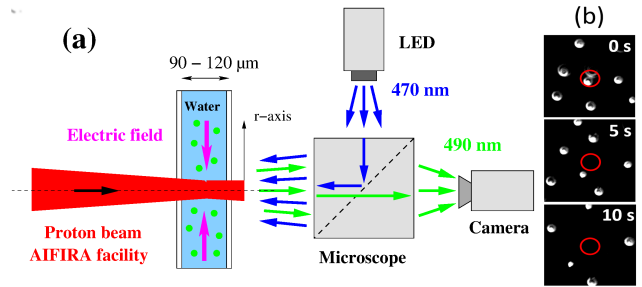 (a)
90 – 120 µm
Water
Electric field
r-axis
Proton beam
AIFIRA facility
LED
470 nm
490 nm
Microscope
Camera
(b)
0 s
5 s
10 s